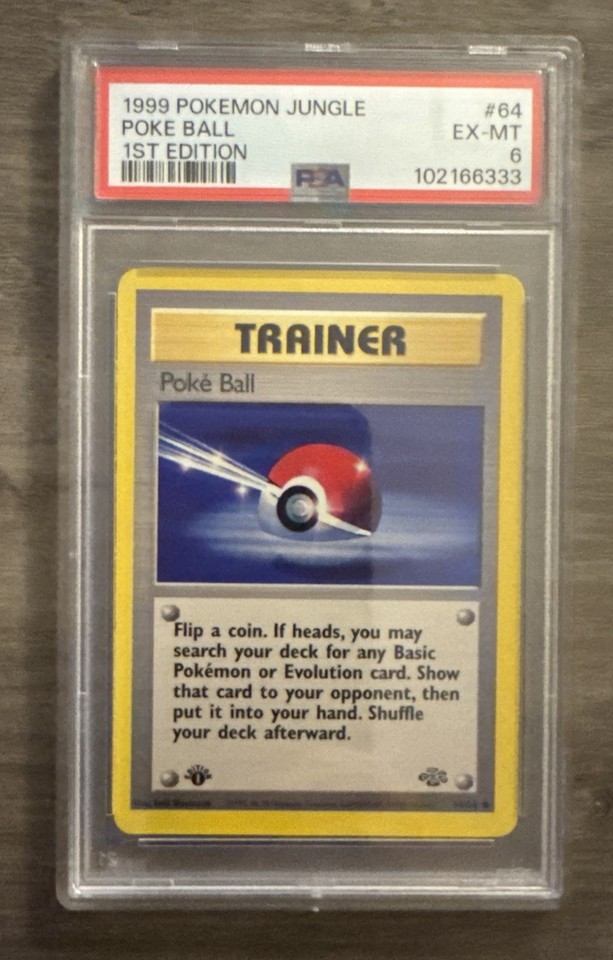 1999 POKEMON JUNGLE #64
POKE BALL EX-MT
1ST EDITION 6
PSA 102166333
TRAINER
Poké Ball
Flip a coin. If heads, you may
search your deck for any Basic
Pokémon or Evolution card. Show
that card to your opponent, then
put it into your hand. Shuffle
your deck afterward.
EDITION
1